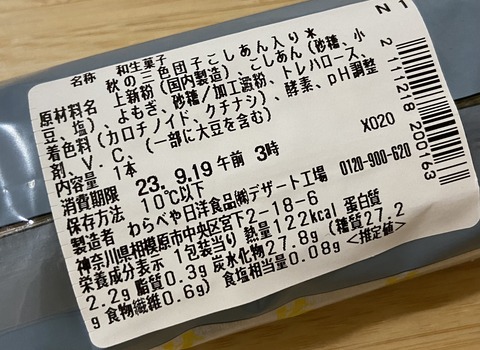 名称 和生菓子
秋の三色団子こしあん入り*
原材料名 上新粉(国内製造)、こしあん(砂糖、小
豆、塩)、よもぎ、砂糖/加工澱粉、トレハロース、
着色料(カロチノイド、クチナシ)、酵素、pH調整
剤、V.C、(一部に大豆を含む)
内容量 1本 X020
消費期限 23. 9.19 午前 3時
保存方法 10℃以下
製造者 わらべや日洋食品㈱デザート工場 0120-900-620
神奈川県相模原市中央区宮下2-18-6
栄養成分表示 1包装当り 熱量122kcal 蛋白質
2.2g 脂質0.3g 炭水化物27.8g (糖質27.2
g 食物繊維0.6g) 食塩相当量0.08g <推定値>
2 111218 200163